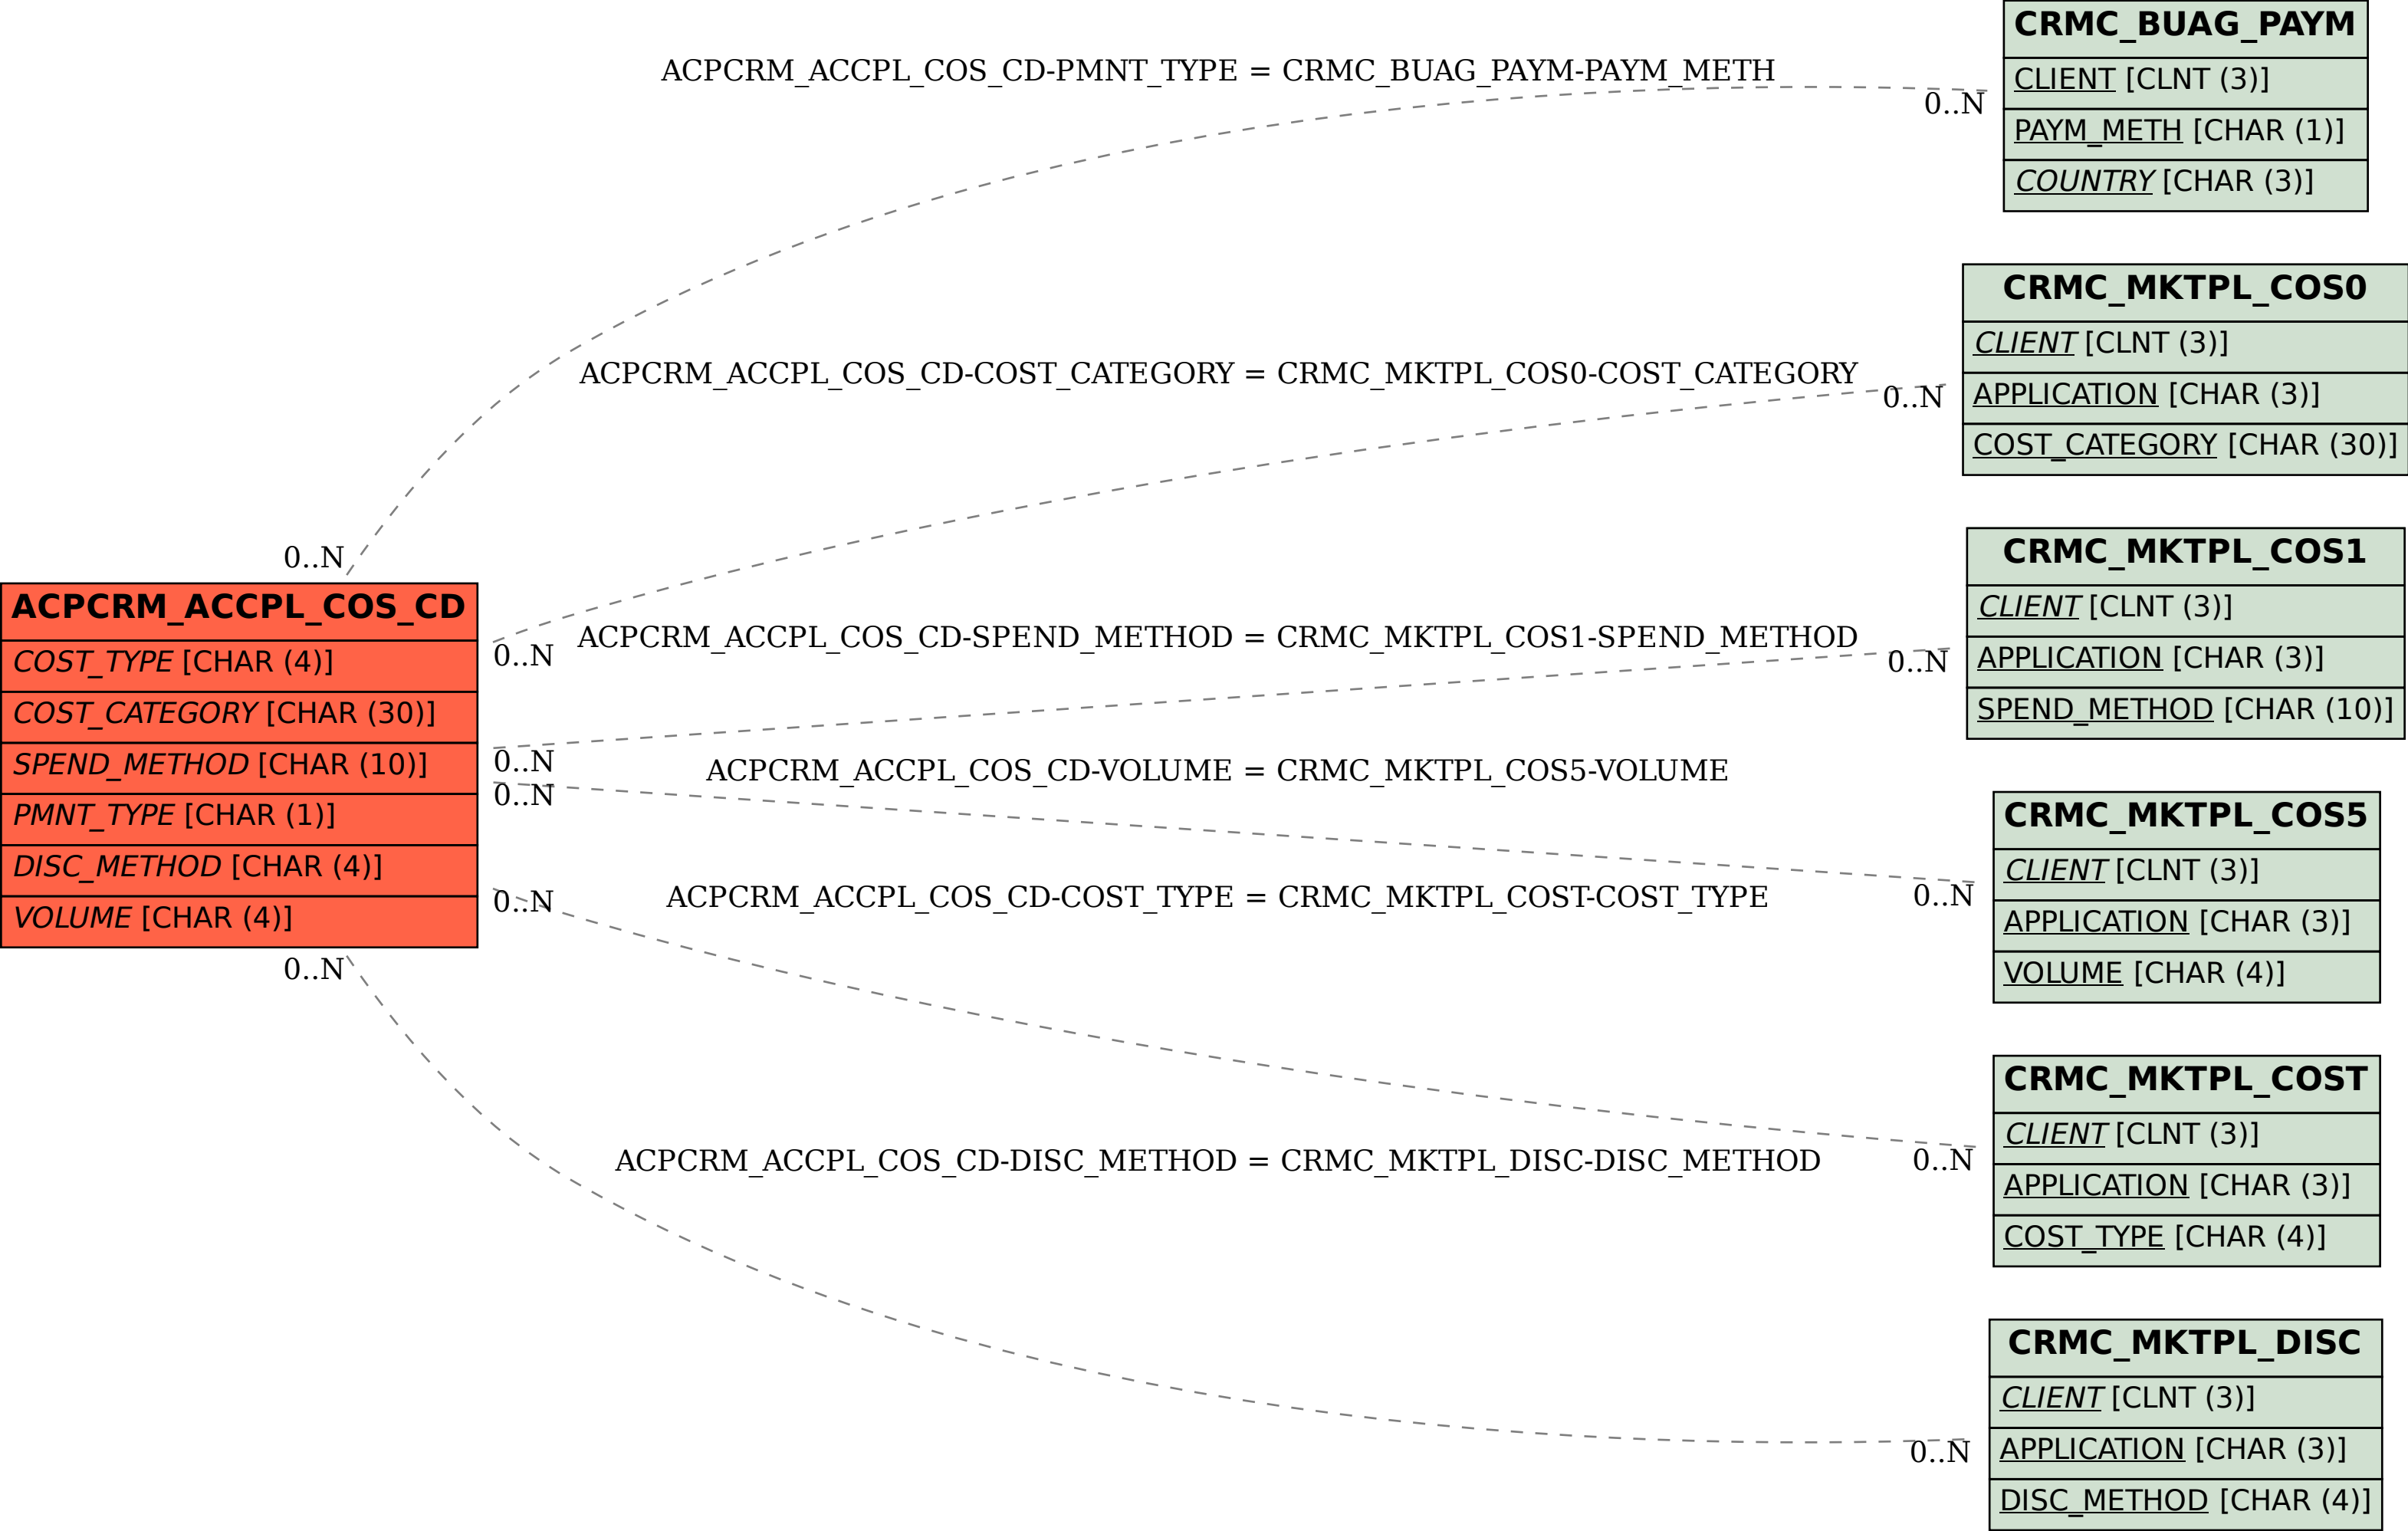 CRMC_BUAG_PAYM
CLIENT [CLNT (3)]
PAYM_METH [CHAR (1)]
COUNTRY [CHAR (3)]
ACPCRM_ACCPL_COS_CD-PMNT_TYPE = CRMC_BUAG_PAYM-PAYM_METH
0..N
0..N
CRMC_MKTPL_COS0
CLIENT [CLNT (3)]
APPLICATION [CHAR (3)]
COST_CATEGORY [CHAR (30)]
ACPCRM_ACCPL_COS_CD-COST_CATEGORY = CRMC_MKTPL_COS0-COST_CATEGORY
0..N
0..N
CRMC_MKTPL_COS1
CLIENT [CLNT (3)]
APPLICATION [CHAR (3)]
SPEND_METHOD [CHAR (10)]
ACPCRM_ACCPL_COS_CD-SPEND_METHOD = CRMC_MKTPL_COS1-SPEND_METHOD
0..N
0..N
ACPCRM_ACCPL_COS_CD
COST_TYPE [CHAR (4)]
COST_CATEGORY [CHAR (30)]
SPEND_METHOD [CHAR (10)]
PMNT_TYPE [CHAR (1)]
DISC_METHOD [CHAR (4)]
VOLUME [CHAR (4)]
ACPCRM_ACCPL_COS_CD-VOLUME = CRMC_MKTPL_COS5-VOLUME
0..N
0..N
CRMC_MKTPL_COS5
CLIENT [CLNT (3)]
APPLICATION [CHAR (3)]
VOLUME [CHAR (4)]
ACPCRM_ACCPL_COS_CD-COST_TYPE = CRMC_MKTPL_COST-COST_TYPE
0..N
0..N
CRMC_MKTPL_COST
CLIENT [CLNT (3)]
APPLICATION [CHAR (3)]
COST_TYPE [CHAR (4)]
ACPCRM_ACCPL_COS_CD-DISC_METHOD = CRMC_MKTPL_DISC-DISC_METHOD
0..N
0..N
CRMC_MKTPL_DISC
CLIENT [CLNT (3)]
APPLICATION [CHAR (3)]
DISC_METHOD [CHAR (4)]